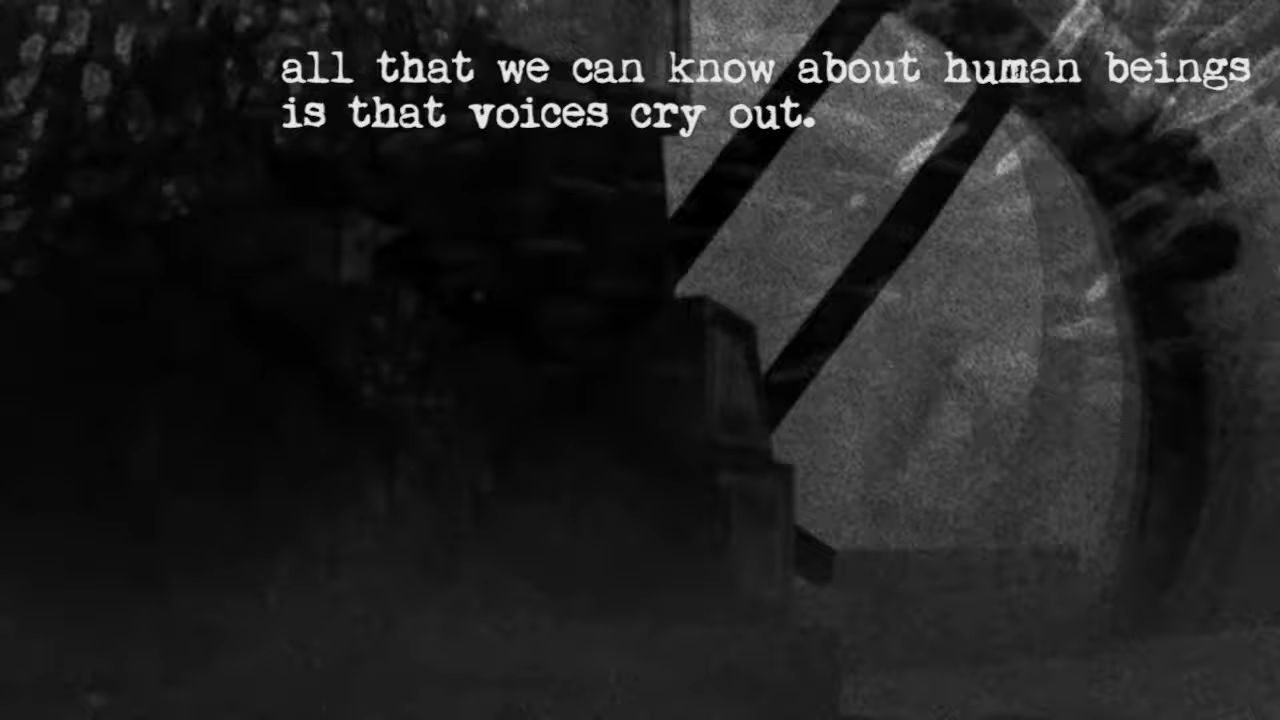 all that we can know about human beings
is that voices cry out.